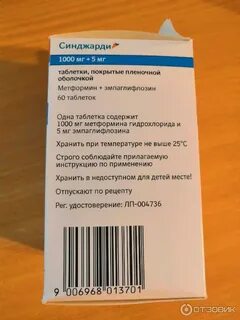 Синджарди
1000 мг + 5 мг
таблетки, покрытые пленочной
оболочкой
Метформин + эмпаглифлозин
60 таблеток
Одна таблетка содержит
1000 мг метформина гидрохлорида и
5 мг эмпаглифлозина
Хранить при температуре не выше 25°C
Строго соблюдайте прилагаемую
инструкцию по применению
Хранить в недоступном для детей месте!
Отпускают по рецепту
Рег. удостоверение: ЛП-004736
9 006968 013701
ОТЗОВИК